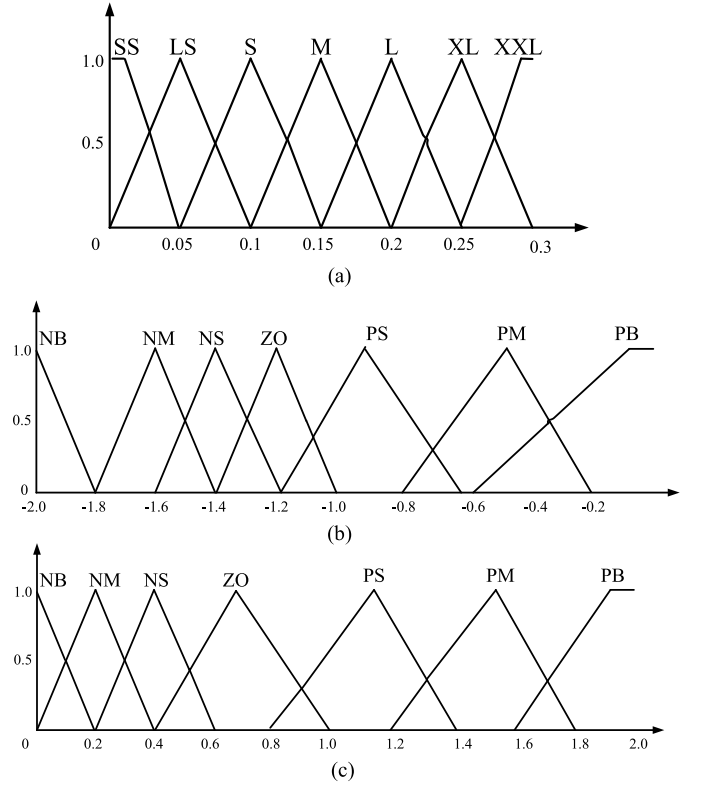 SS LS S M L XL XXL
1.0
0.5
0 0.05 0.1 0.15 0.2 0.25 0.3
(a)
NB NM NS ZO PS PM PB
1.0
0.5
0
-2.0 -1.8 -1.6 -1.4 -1.2 -1.0 -0.8 -0.6 -0.4 -0.2
(b)
NB NM NS ZO PS PM PB
1.0
0.5
0 0.2 0.4 0.6 0.8 1.0 1.2 1.4 1.6 1.8 2.0
(c)